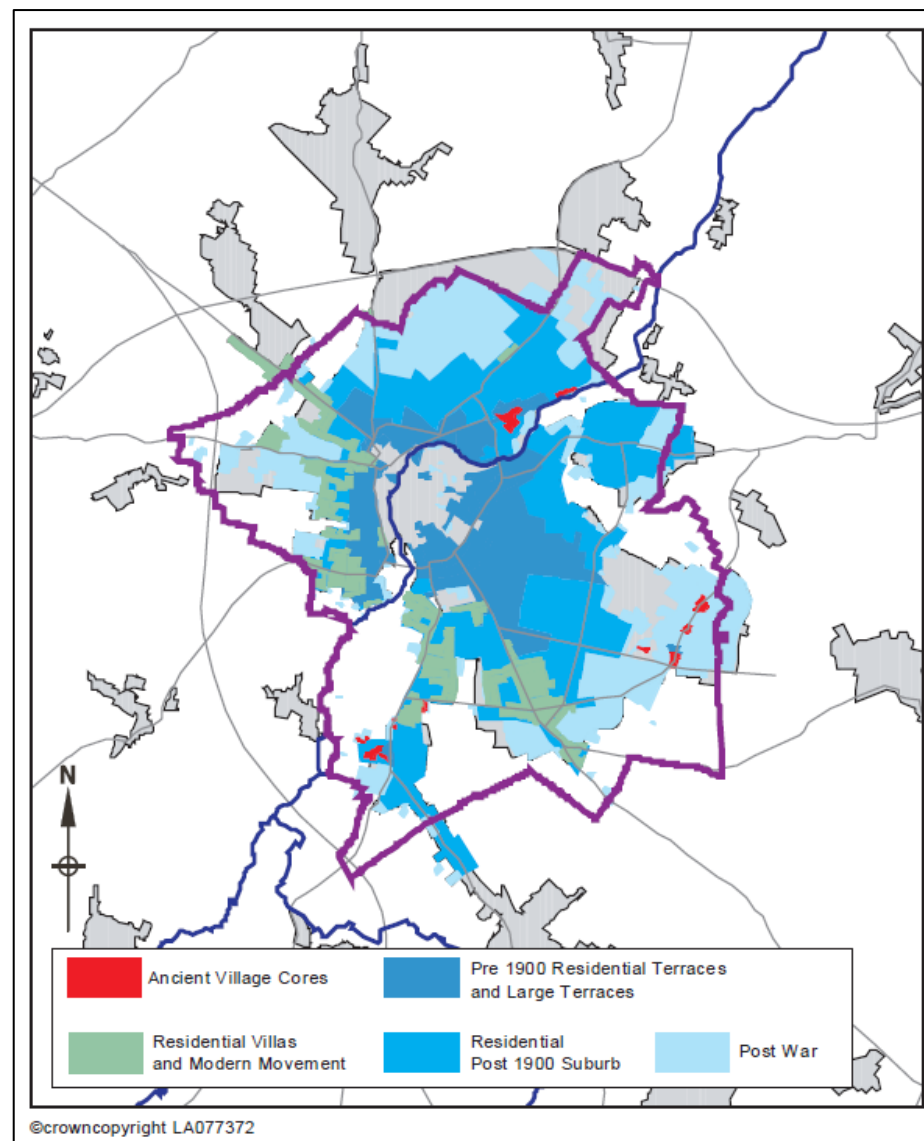 N
Ancient Village Cores
Pre 1900 Residential Terraces
and Large Terraces
Residential Villas
and Modern Movement
Residential
Post 1900 Suburb
Post War
©crowncopyright LA077372